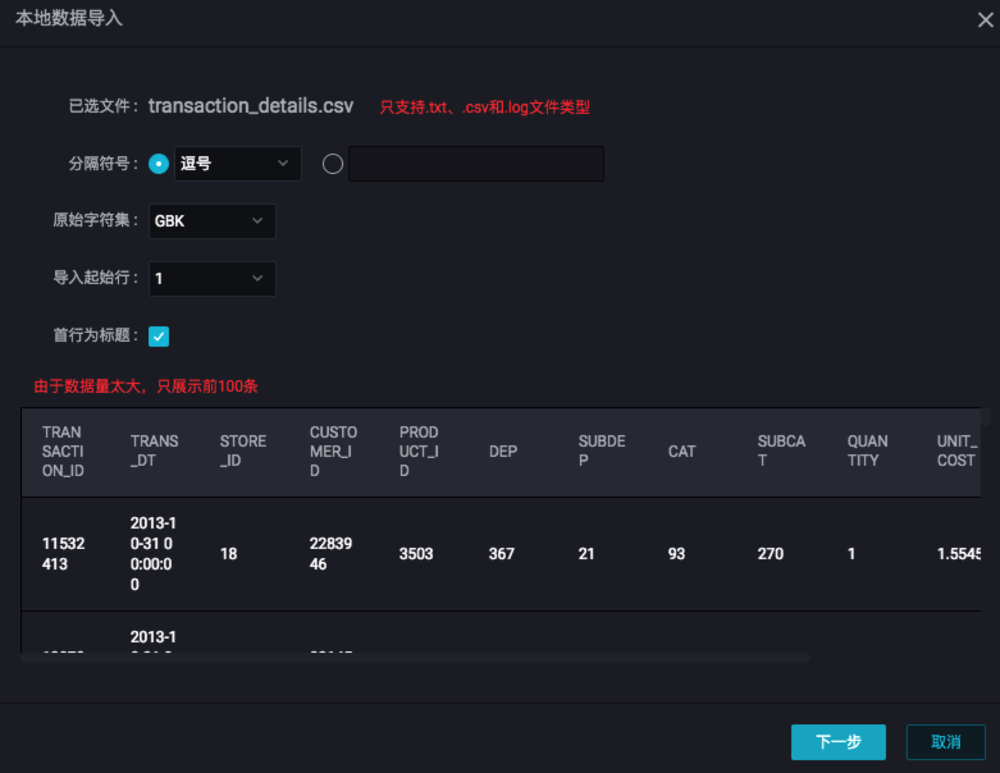 本地数据导入
已选文件： transaction_details.csv 只支持.txt、.csv和.log文件类型
分隔符号： 逗号
原始字符集： GBK
导入起始行： 1
首行为标题：
由于数据量太大，只展示前100条
TRANSACTION_ID TRANS_DT STORE_ID CUSTOMER_ID PRODUCT_ID DEP SUBDEP CAT SUBCAT QUANTITY UNIT_COST
11532413 2013-10-31 00:00:00 18 2283946 3503 367 21 93 270 1 1.5545
2013-1
下一步 取消